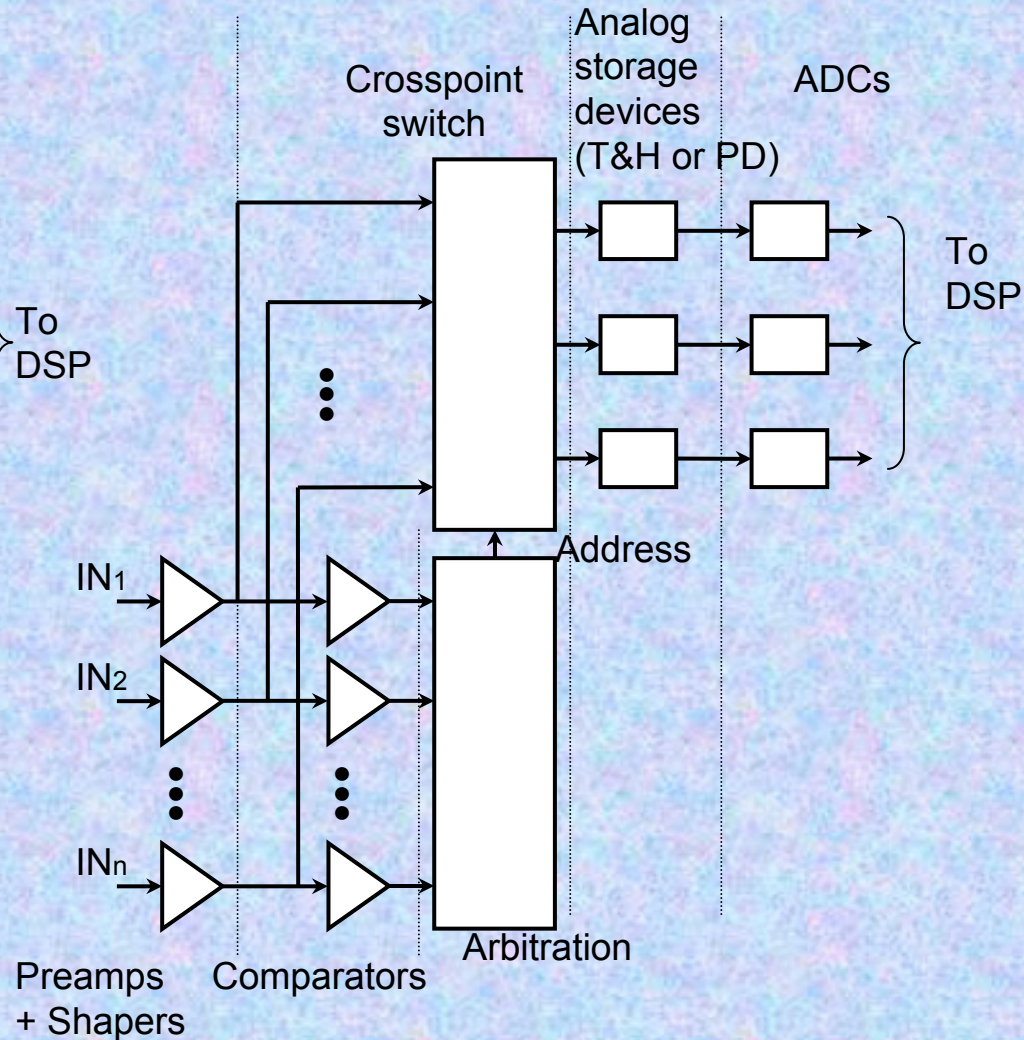 Analog
storage
devices
(T&H or PD)
Crosspoint
switch
ADCs
To
DSP
To
DSP
Address
IN1
IN2
INn
Arbitration
Preamps
+ Shapers
Comparators